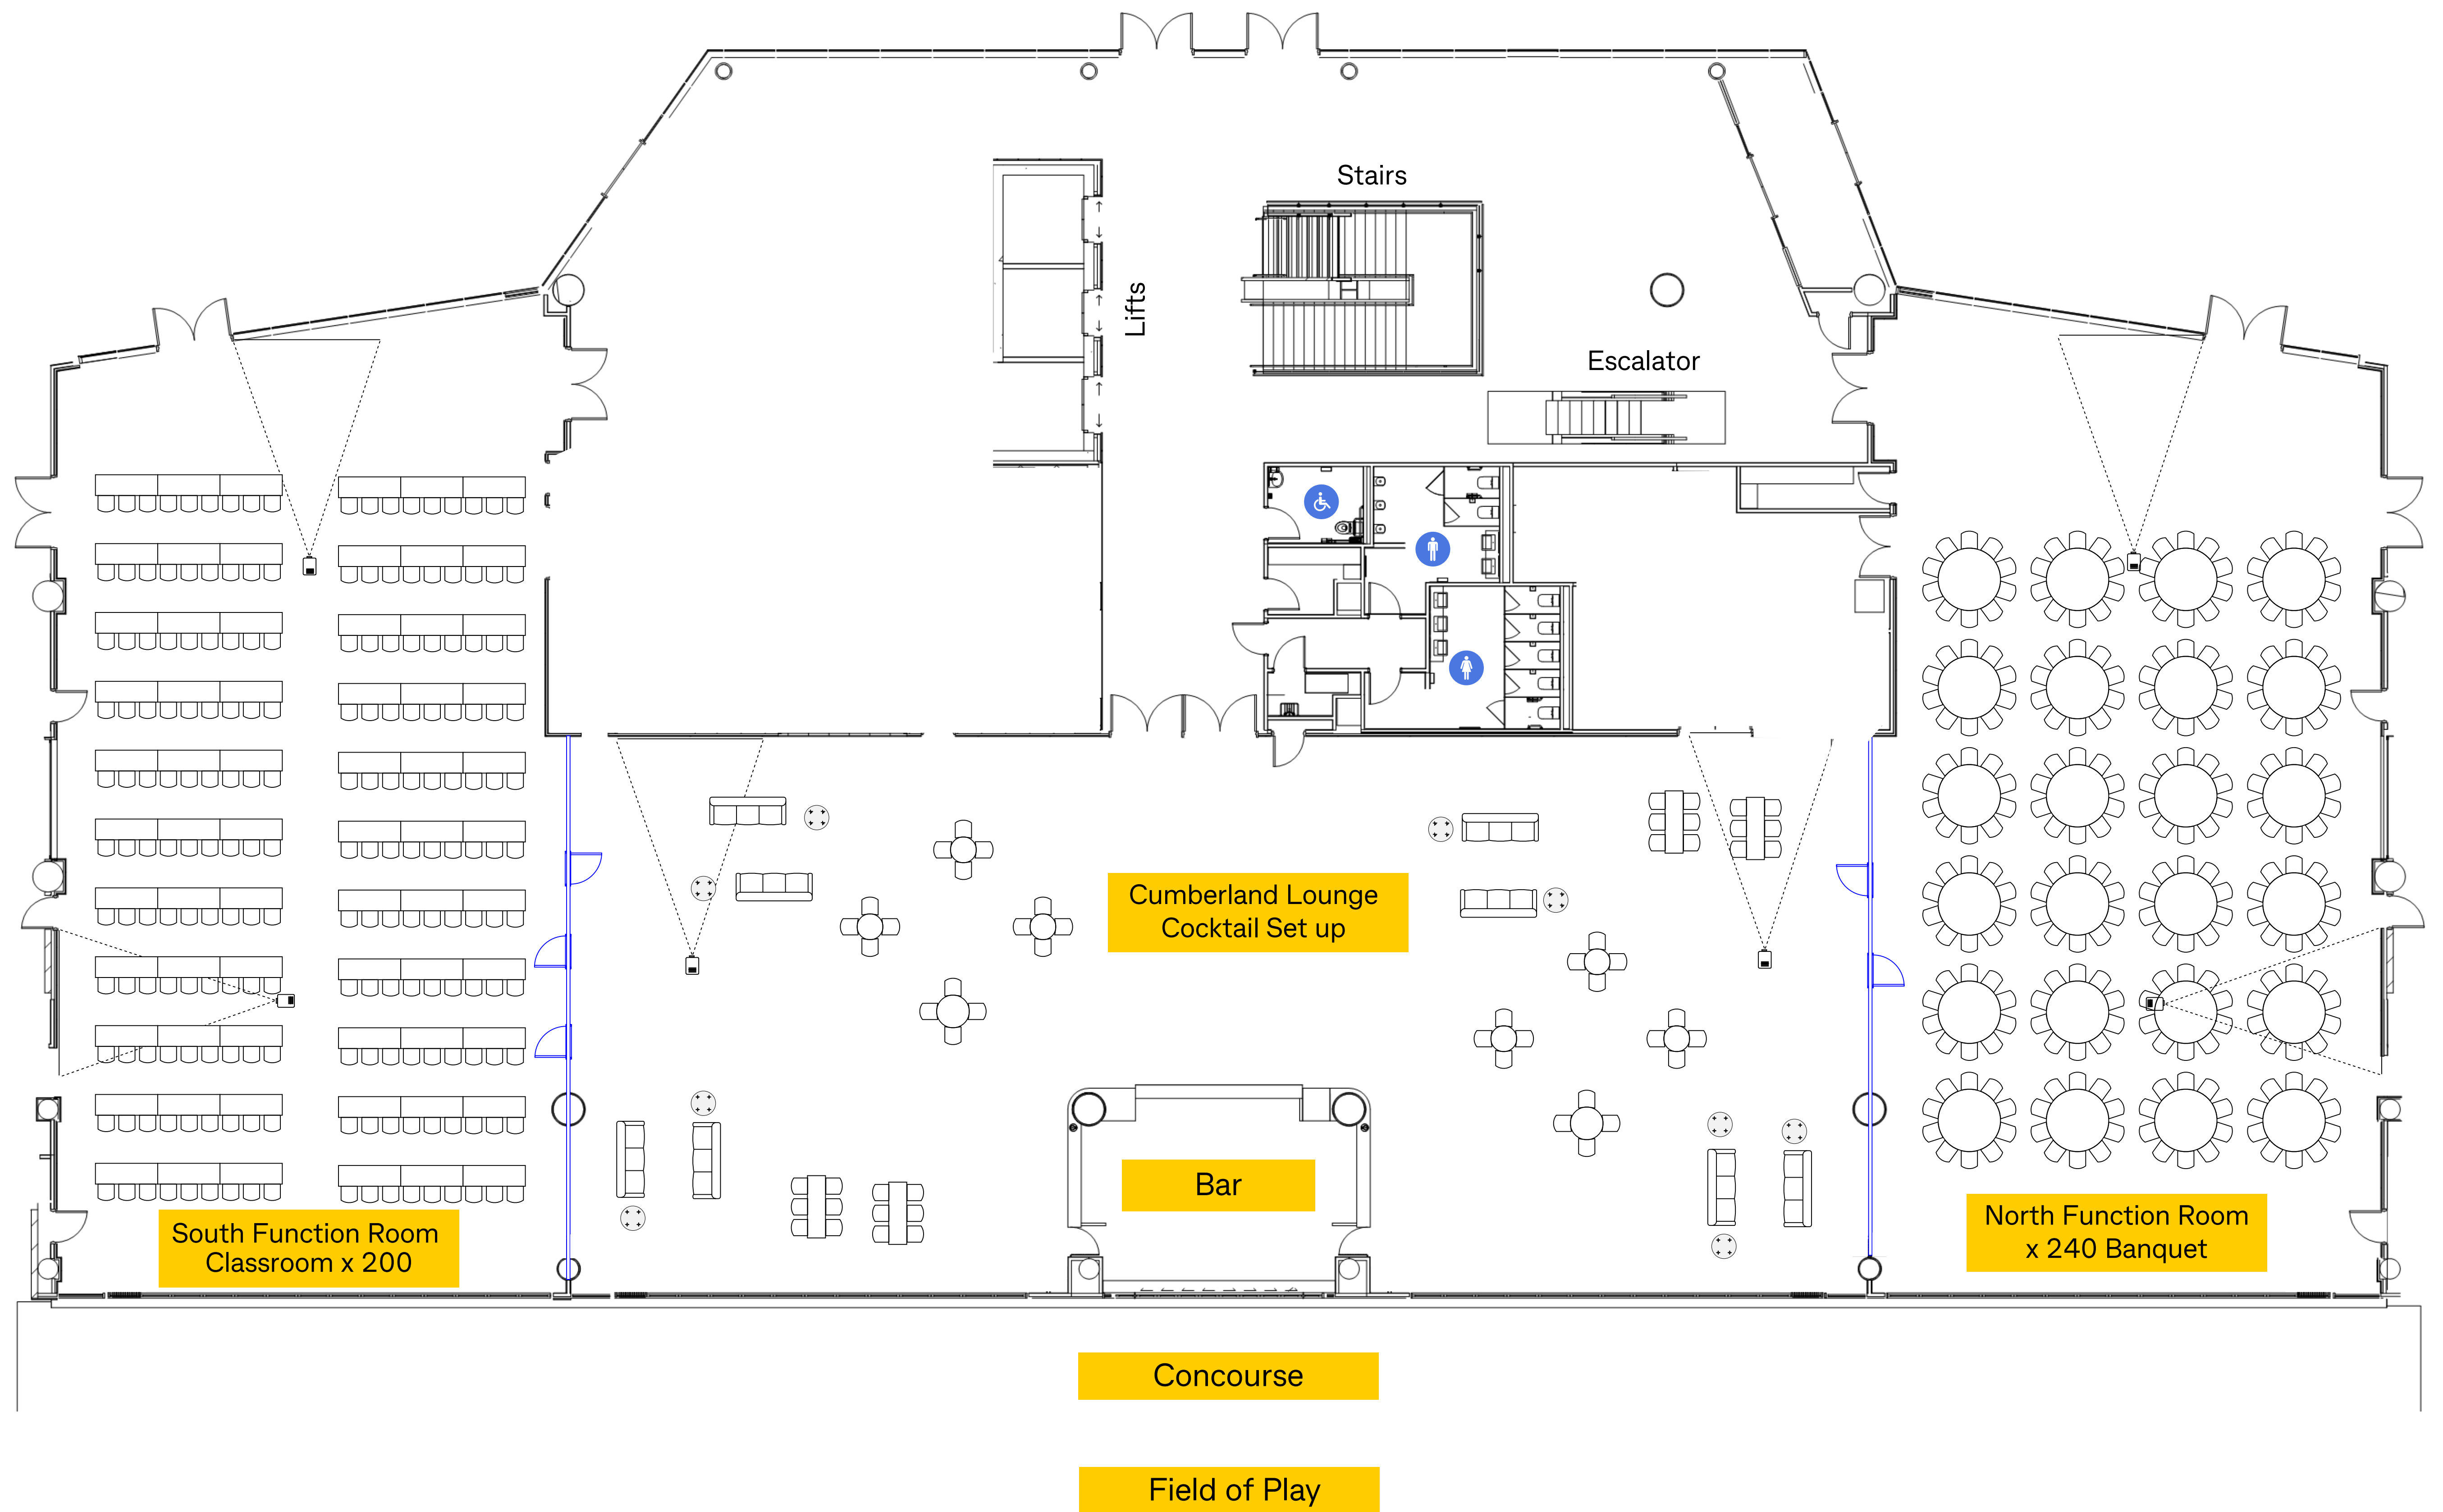 Stairs
Lifts
Escalator
Cumberland Lounge
Cocktail Set up
Bar
South Function Room
Classroom x 200
North Function Room
x 240 Banquet
Concourse
Field of Play